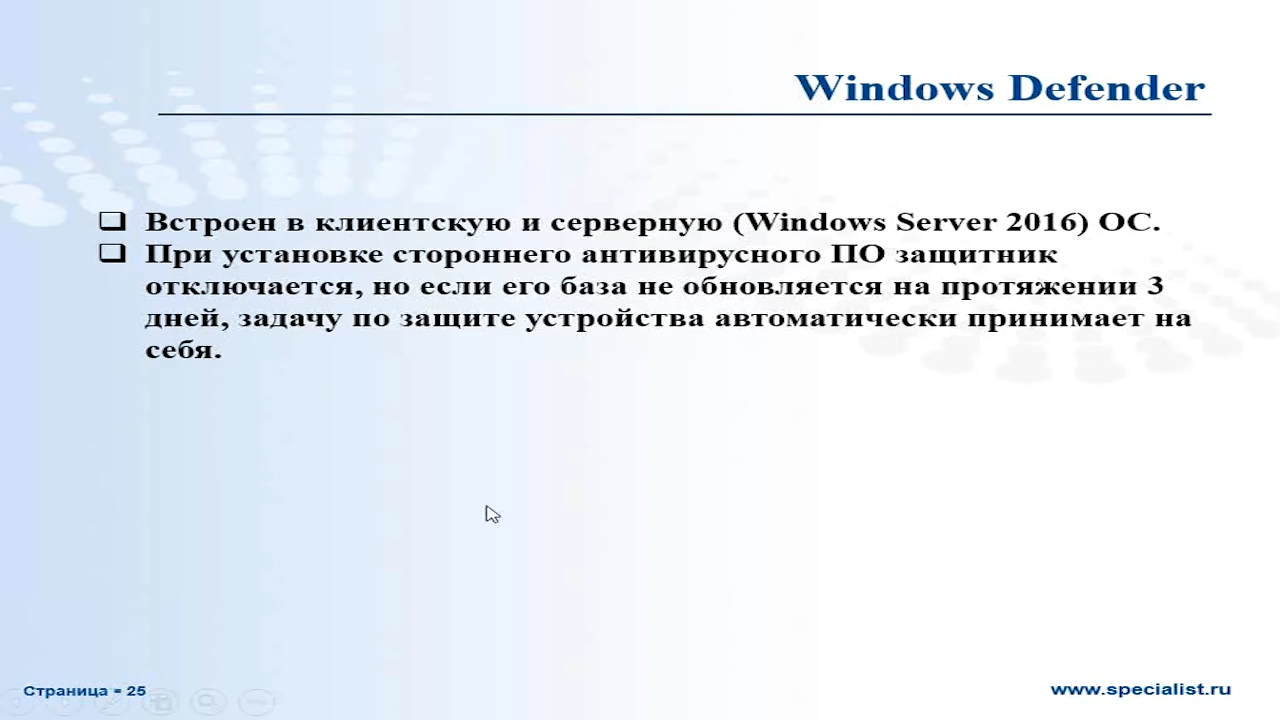 Windows Defender
❑ Встроен в клиентскую и серверную (Windows Server 2016) ОС.
❑ При установке стороннего антивирусного ПО защитник
отключается, но если его база не обновляется на протяжении 3
дней, задачу по защите устройства автоматически принимает на
себя.
Страница = 25
www.specialist.ru